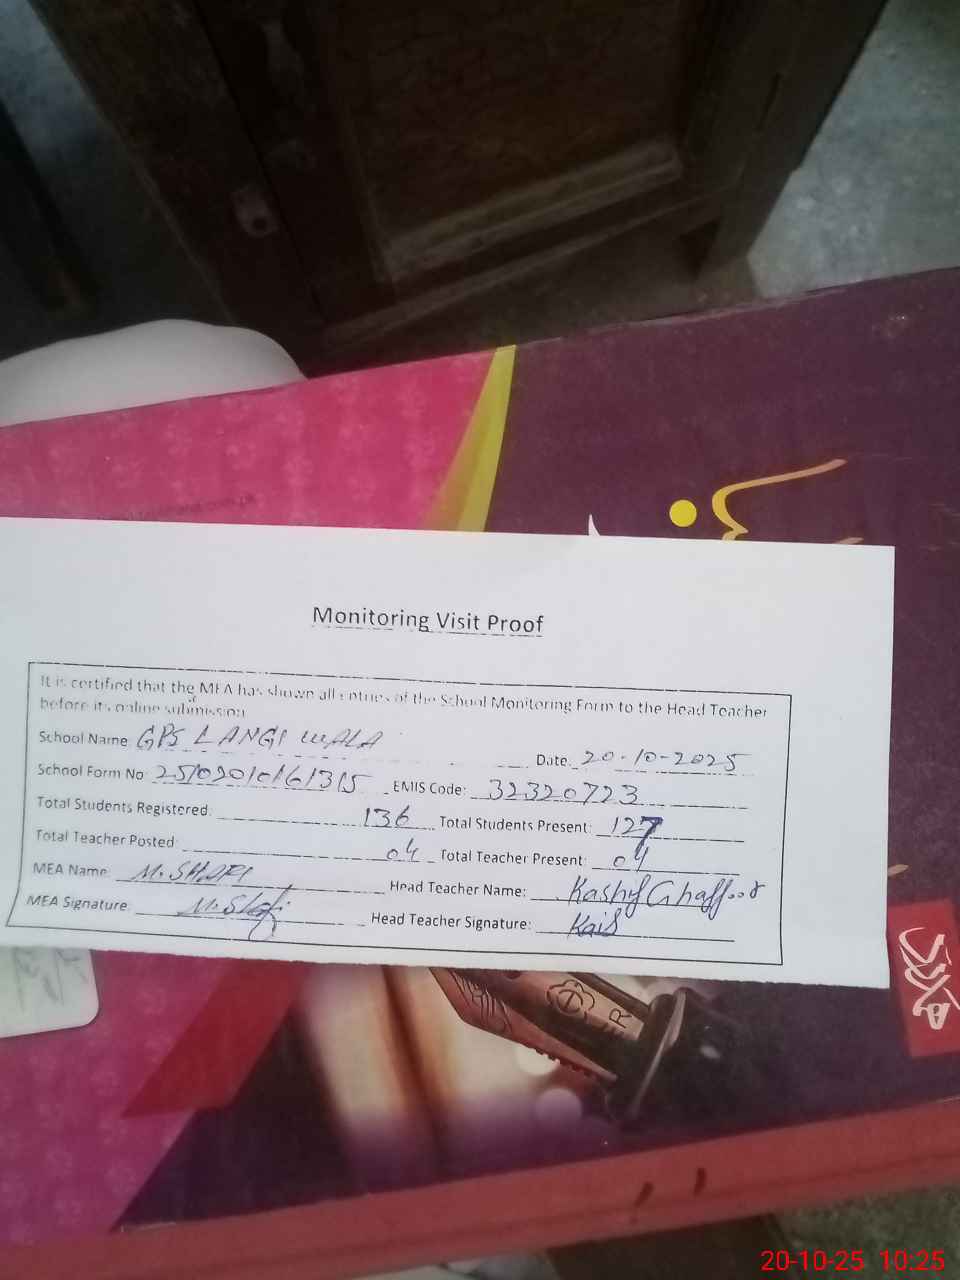 Monitoring Visit Proof
It is certified that the MEA has shown all entries of the School Monitoring Form to the Head Teacher
before its online submission
School Name: GPS LANGI WALA Date: 20-10-2025
School Form No: EMIS Code: 32320723
Total Students Registered: 136 Total Students Present: 127
Total Teacher Posted: 04 Total Teacher Present: 04
MEA Name: M. SHAFI Head Teacher Name: Kashif Ghaffoor
MEA Signature: M. Shafi Head Teacher Signature:
R
20-10-25 10:25